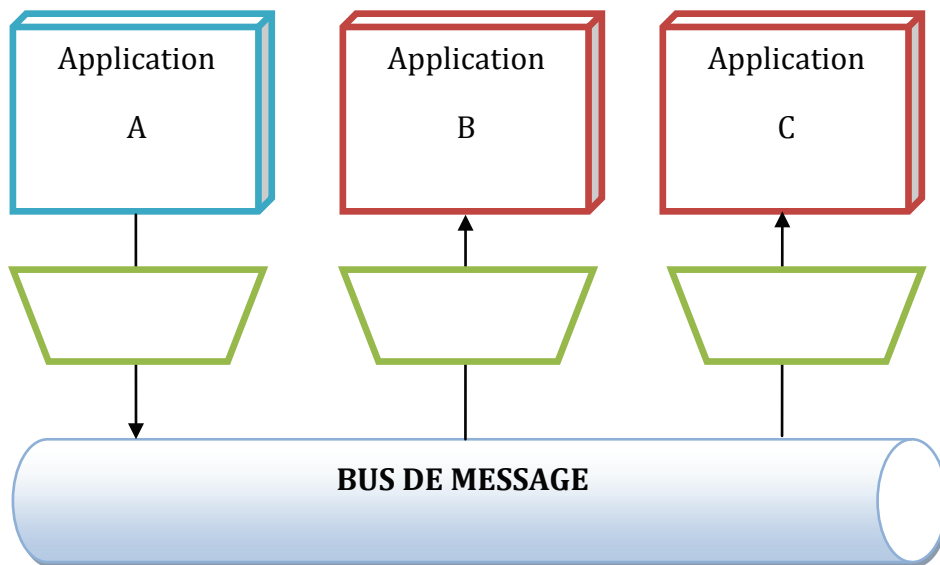 Application
A
Application
B
Application
C
BUS DE MESSAGE